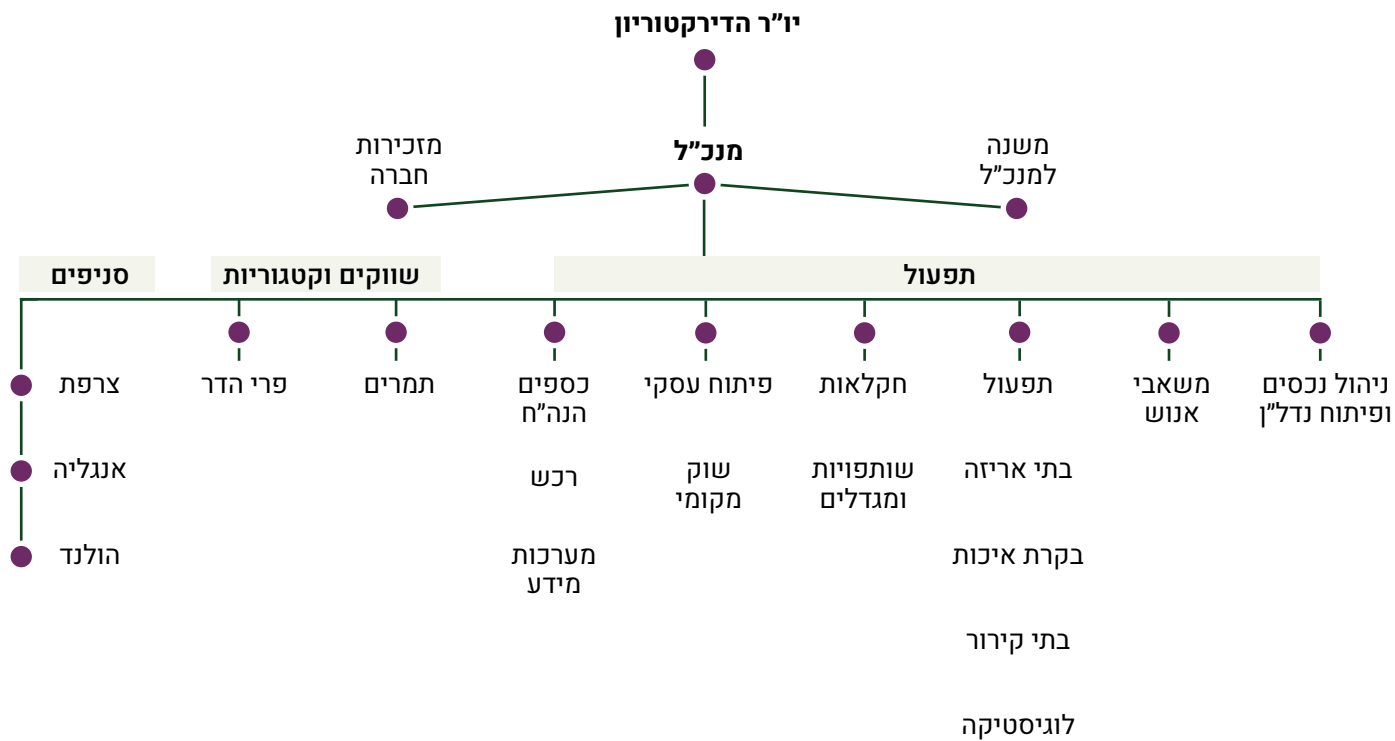 יו״ר הדירקטוריון
משנה
למנכ״ל
מנכ״ל
מזכירות
חברה
תפעול
שווקים וקטגוריות
סניפים
ניהול נכסים
ופיתוח נדל״ן
משאבי
אנוש
תפעול
בתי אריזה
בקרת איכות
בתי קירור
לוגיסטיקה
חקלאות
שותפויות
ומגדלים
פיתוח עסקי
שוק
מקומי
כספים
הנה״ח
רכש
מערכות
מידע
תמרים
פרי הדר
צרפת
אנגליה
הולנד